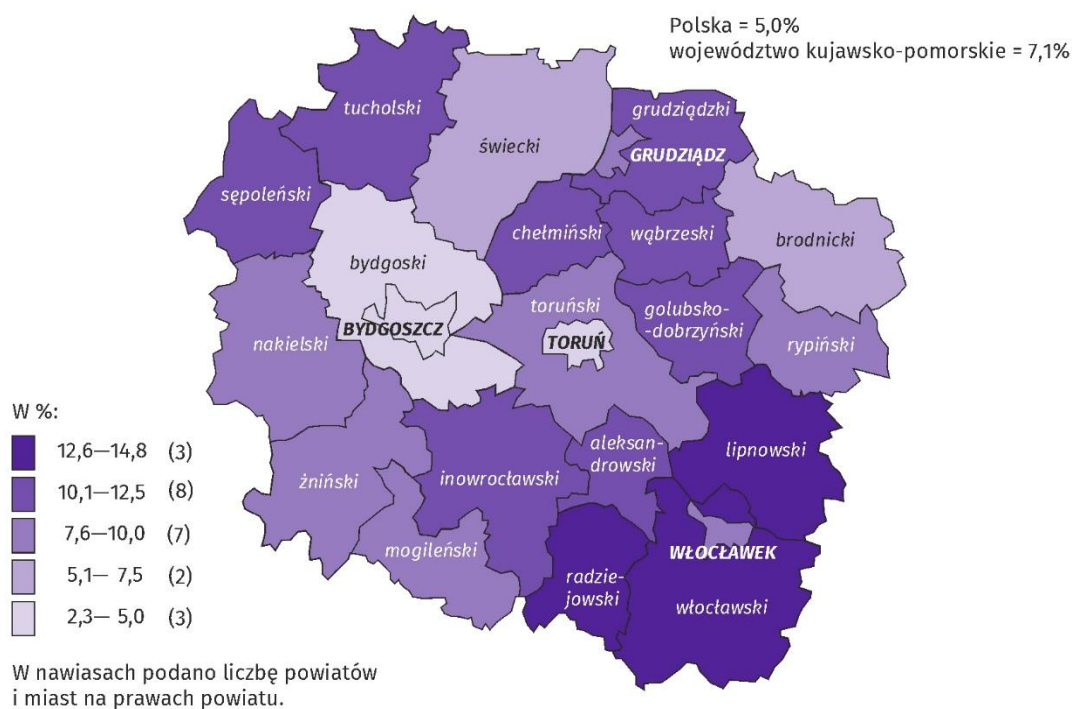 Polska = 5,0%
województwo kujawsko-pomorskie = 7,1%
tucholski
grudziądzki
świecki
GRUDZIĄDZ
sępoleński
chełmiński
wąbrzeski
brodnicki
bydgoski
toruński
golubsko-
-dobrzyński
BYDGOSZCZ
TORUŃ
nakielski
rypiński
aleksan-
drowski
lipnowski
żniński
inowrocławski
mogileński
WŁOCŁAWEK
radzie-
jowski
włocławski
W %:
12,6—14,8 (3)
10,1—12,5 (8)
7,6—10,0 (7)
5,1— 7,5 (2)
2,3— 5,0 (3)
W nawiasach podano liczbę powiatów
i miast na prawach powiatu.